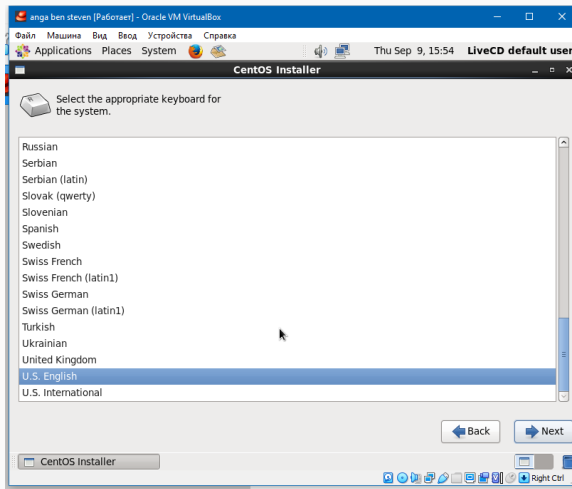 anga ben steven [Работает] - Oracle VM VirtualBox
Файл Машина Вид Ввод Устройства Справка
Applications Places System Thu Sep 9, 15:54 LiveCD default user
CentOS Installer
Select the appropriate keyboard for
the system.
Russian
Serbian
Serbian (latin)
Slovak (qwerty)
Slovenian
Spanish
Swedish
Swiss French
Swiss French (latin1)
Swiss German
Swiss German (latin1)
Turkish
Ukrainian
United Kingdom
U.S. English
U.S. International
Back Next
CentOS Installer
Right Ctrl